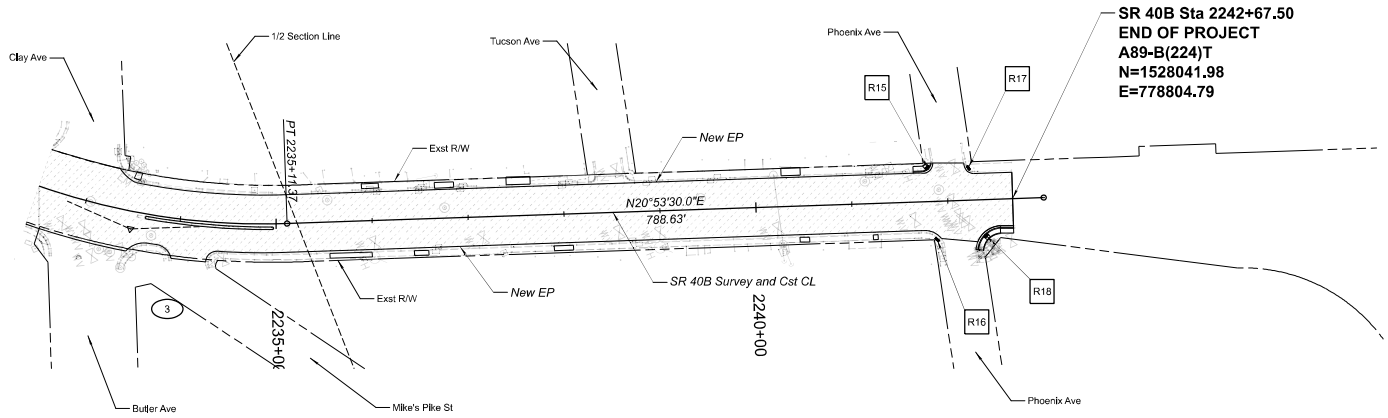 SR 40B Sta 2242+67.50
END OF PROJECT
A89-B(224)T
N=1528041.98
E=778804.79
Clay Ave
1/2 Section Line
Tucson Ave
Phoenix Ave
R15
R17
PT 2235+11.37
Exst R/W
New EP
N20°53'30.0"E
788.63'
SR 40B Survey and Cst CL
New EP
Exst R/W
3
2235+00
2240+00
R16
R18
Butler Ave
Mike's Pike St
Phoenix Ave